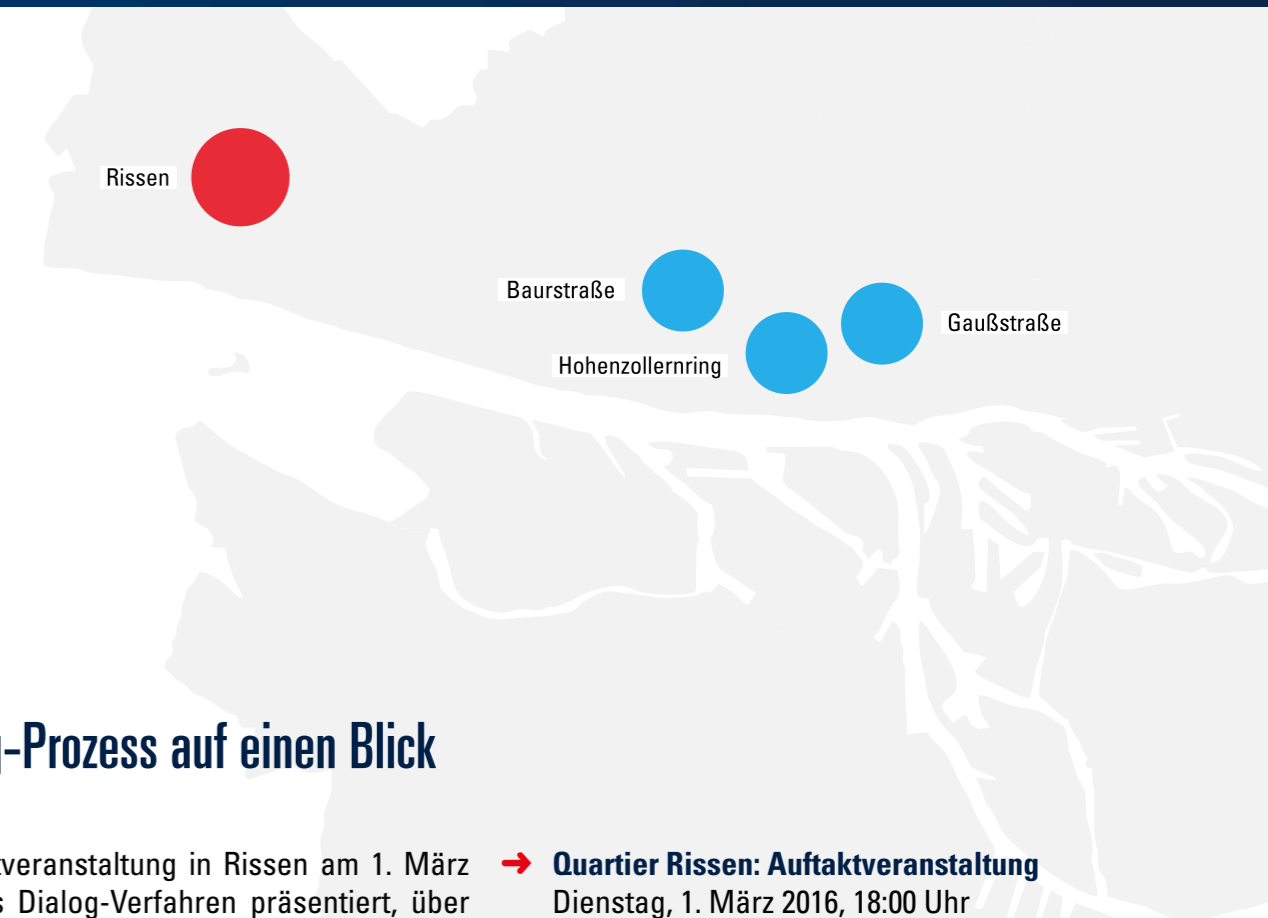 Rissen
Baurstraße
Gaußstraße
Hohenzollernring
-Prozess auf einen Blick
tveranstaltung in Rissen am 1. März
s Dialog-Verfahren präsentiert, über
➜ Quartier Rissen: Auftaktveranstaltung
Dienstag, 1. März 2016, 18:00 Uhr